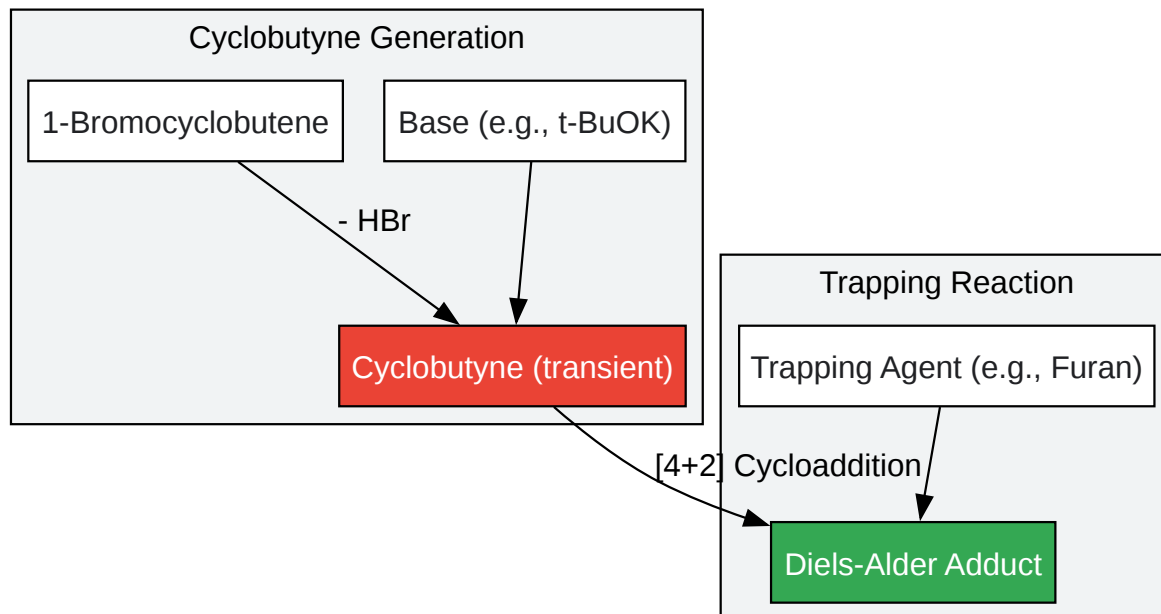 Cyclobutyne Generation
1-Bromocyclobutene
Base (e.g., t-BuOK)
- HBr
Cyclobutyne (transient)
Trapping Reaction
Trapping Agent (e.g., Furan)
[4+2] Cycloaddition
Diels-Alder Adduct